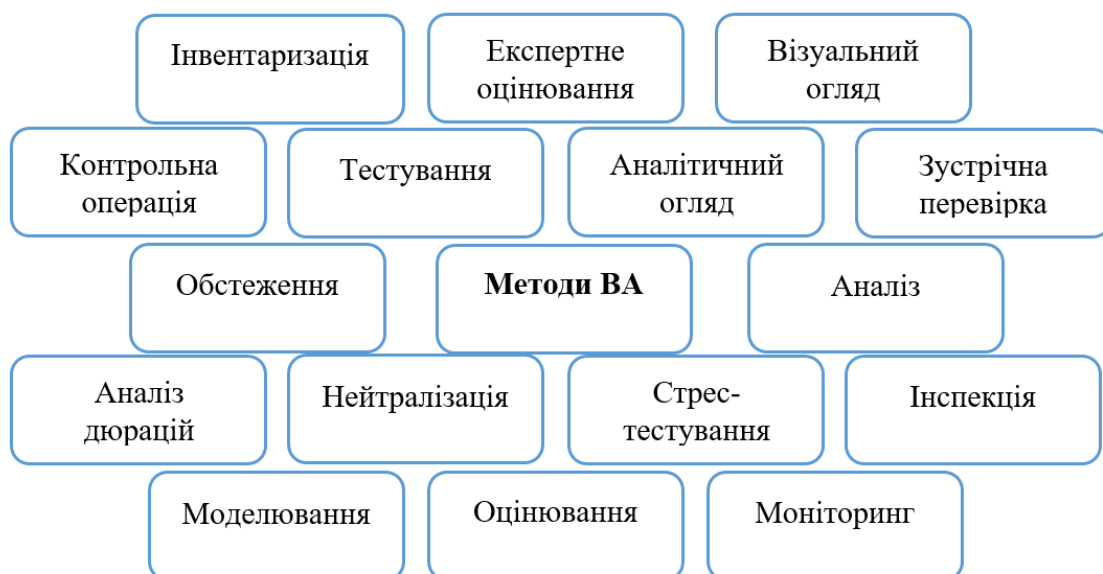 Інвентаризація
Експертне
оцінювання
Візуальний
огляд
Контрольна
операція
Тестування
Аналітичний
огляд
Зустрічна
перевірка
Обстеження
Методи ВА
Аналіз
Аналіз
дюрацій
Нейтралізація
Стрес-
тестування
Інспекція
Моделювання
Оцінювання
Моніторинг